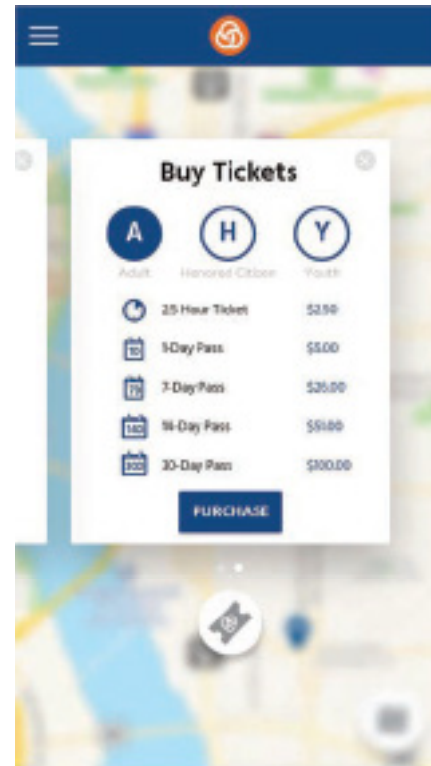 Buy Tickets
A H Y
Adult Honored Citizen Youth
2.5 Hour Ticket $2.50
1-Day Pass $5.00
7-Day Pass $26.00
14-Day Pass $51.00
30-Day Pass $100.00
PURCHASE